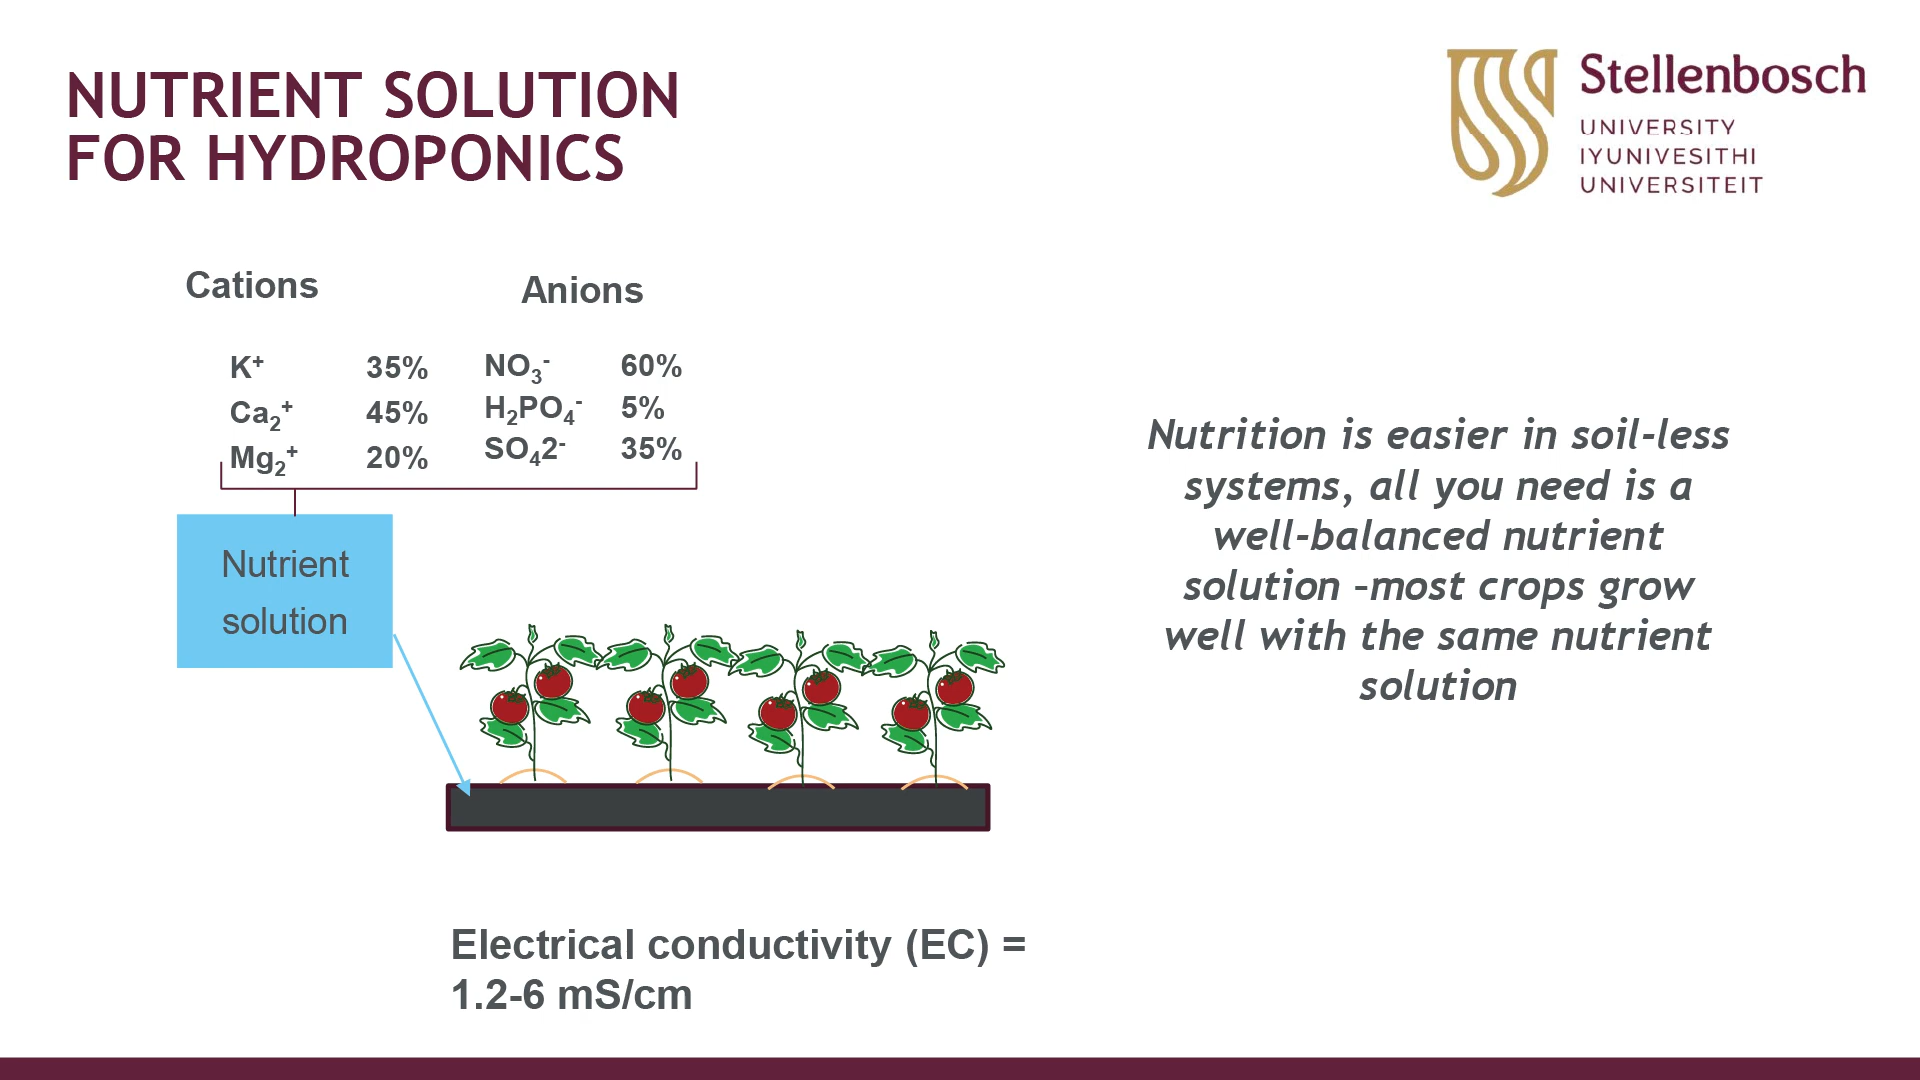 NUTRIENT SOLUTION
FOR HYDROPONICS
Stellenbosch
UNIVERSITY
IYUNIVESITHI
UNIVERSITEIT
Cations
Anions
K⁺ 35%
Ca₂⁺ 45%
Mg₂⁺ 20%
NO₃⁻ 60%
H₂PO₄⁻ 5%
SO₄2⁻ 35%
Nutrient
solution
Nutrition is easier in soil-less
systems, all you need is a
well-balanced nutrient
solution –most crops grow
well with the same nutrient
solution
Electrical conductivity (EC) =
1.2-6 mS/cm